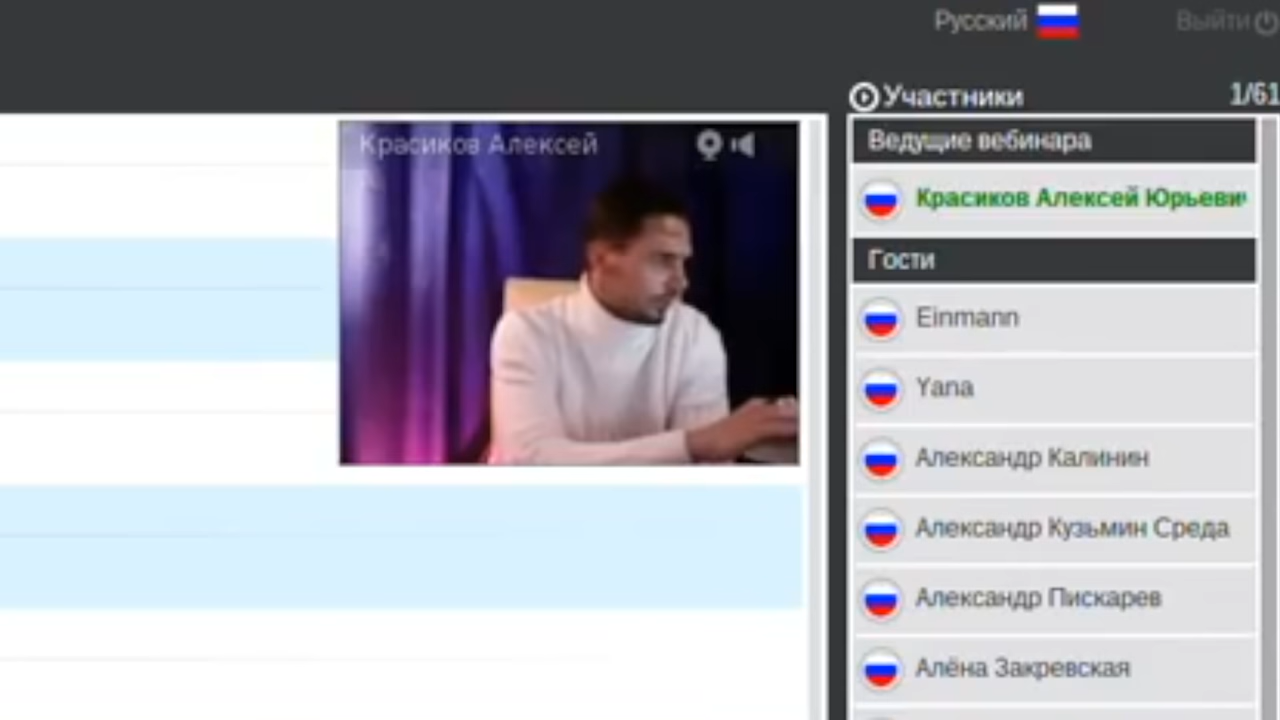 Русский
Выйти
Участники 1/61
Красиков Алексей
Ведущие вебинара
Красиков Алексей Юрьеви
Гости
Einmann
Yana
Александр Калинин
Александр Кузьмин Среда
Александр Пискарев
Алёна Закревская